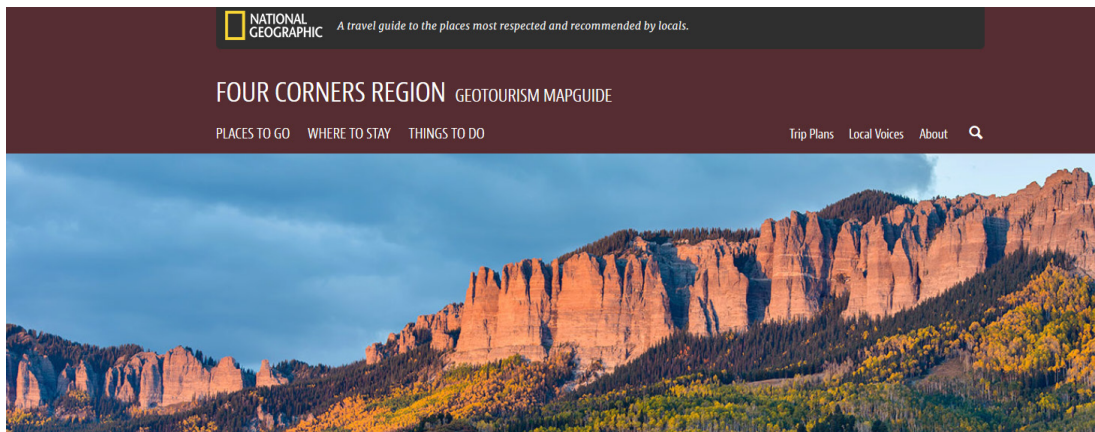 NATIONAL
GEOGRAPHIC
A travel guide to the places most respected and recommended by locals.
FOUR CORNERS REGION GEOTOURISM MAPGUIDE
PLACES TO GO WHERE TO STAY THINGS TO DO Trip Plans Local Voices About